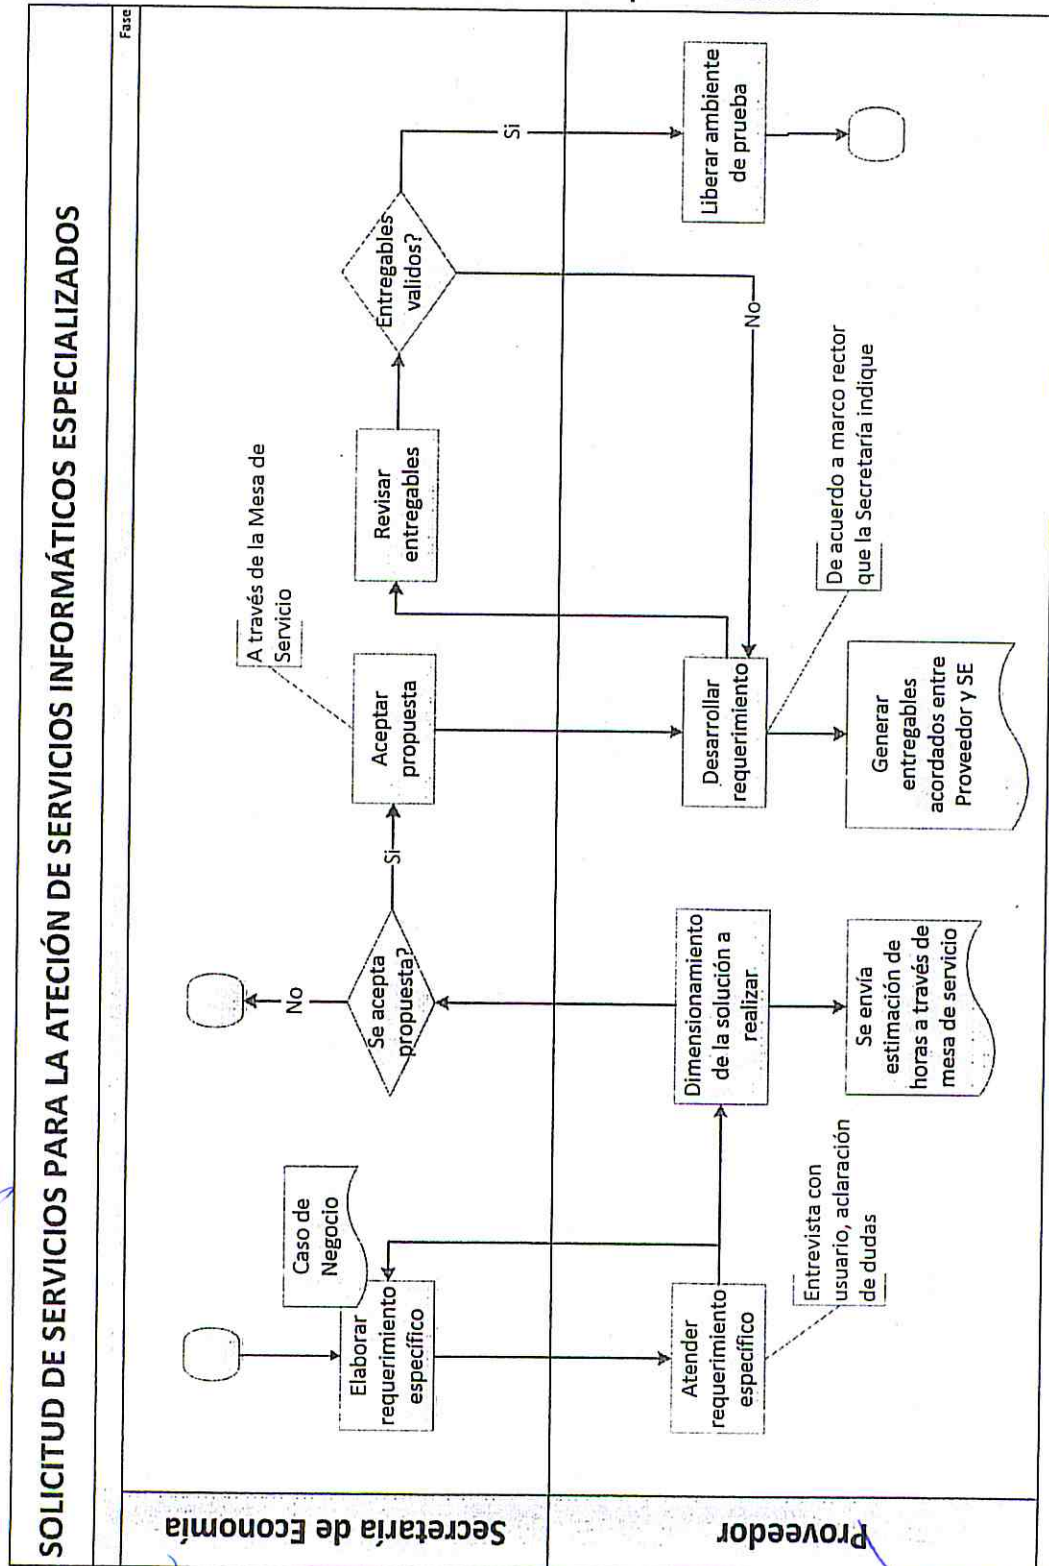 SOLICITUD DE SERVICIOS PARA LA ATECIÓN DE SERVICIOS INFORMÁTICOS ESPECIALIZADOS
Fase
Secretaría de Economía
Elaborar
requerimiento
específico
Caso de
Negocio
No
Se acepta
propuesta?
Si
Aceptar
propuesta
A través de la Mesa de
Servicio
Revisar
entregables
Entregables
validos?
Si
Proveedor
Atender
requerimiento
específico
Entrevista con
usuario, aclaración
de dudas
Dimensionamiento
de la solución a
realizar
Se envía
estimación de
horas a través de
mesa de servicio
Desarrollar
requerimiento
Generar
entregables
acordados entre
Proveedor y SE
De acuerdo a marco rector
que la Secretaría indique
No
Liberar ambiente
de prueba